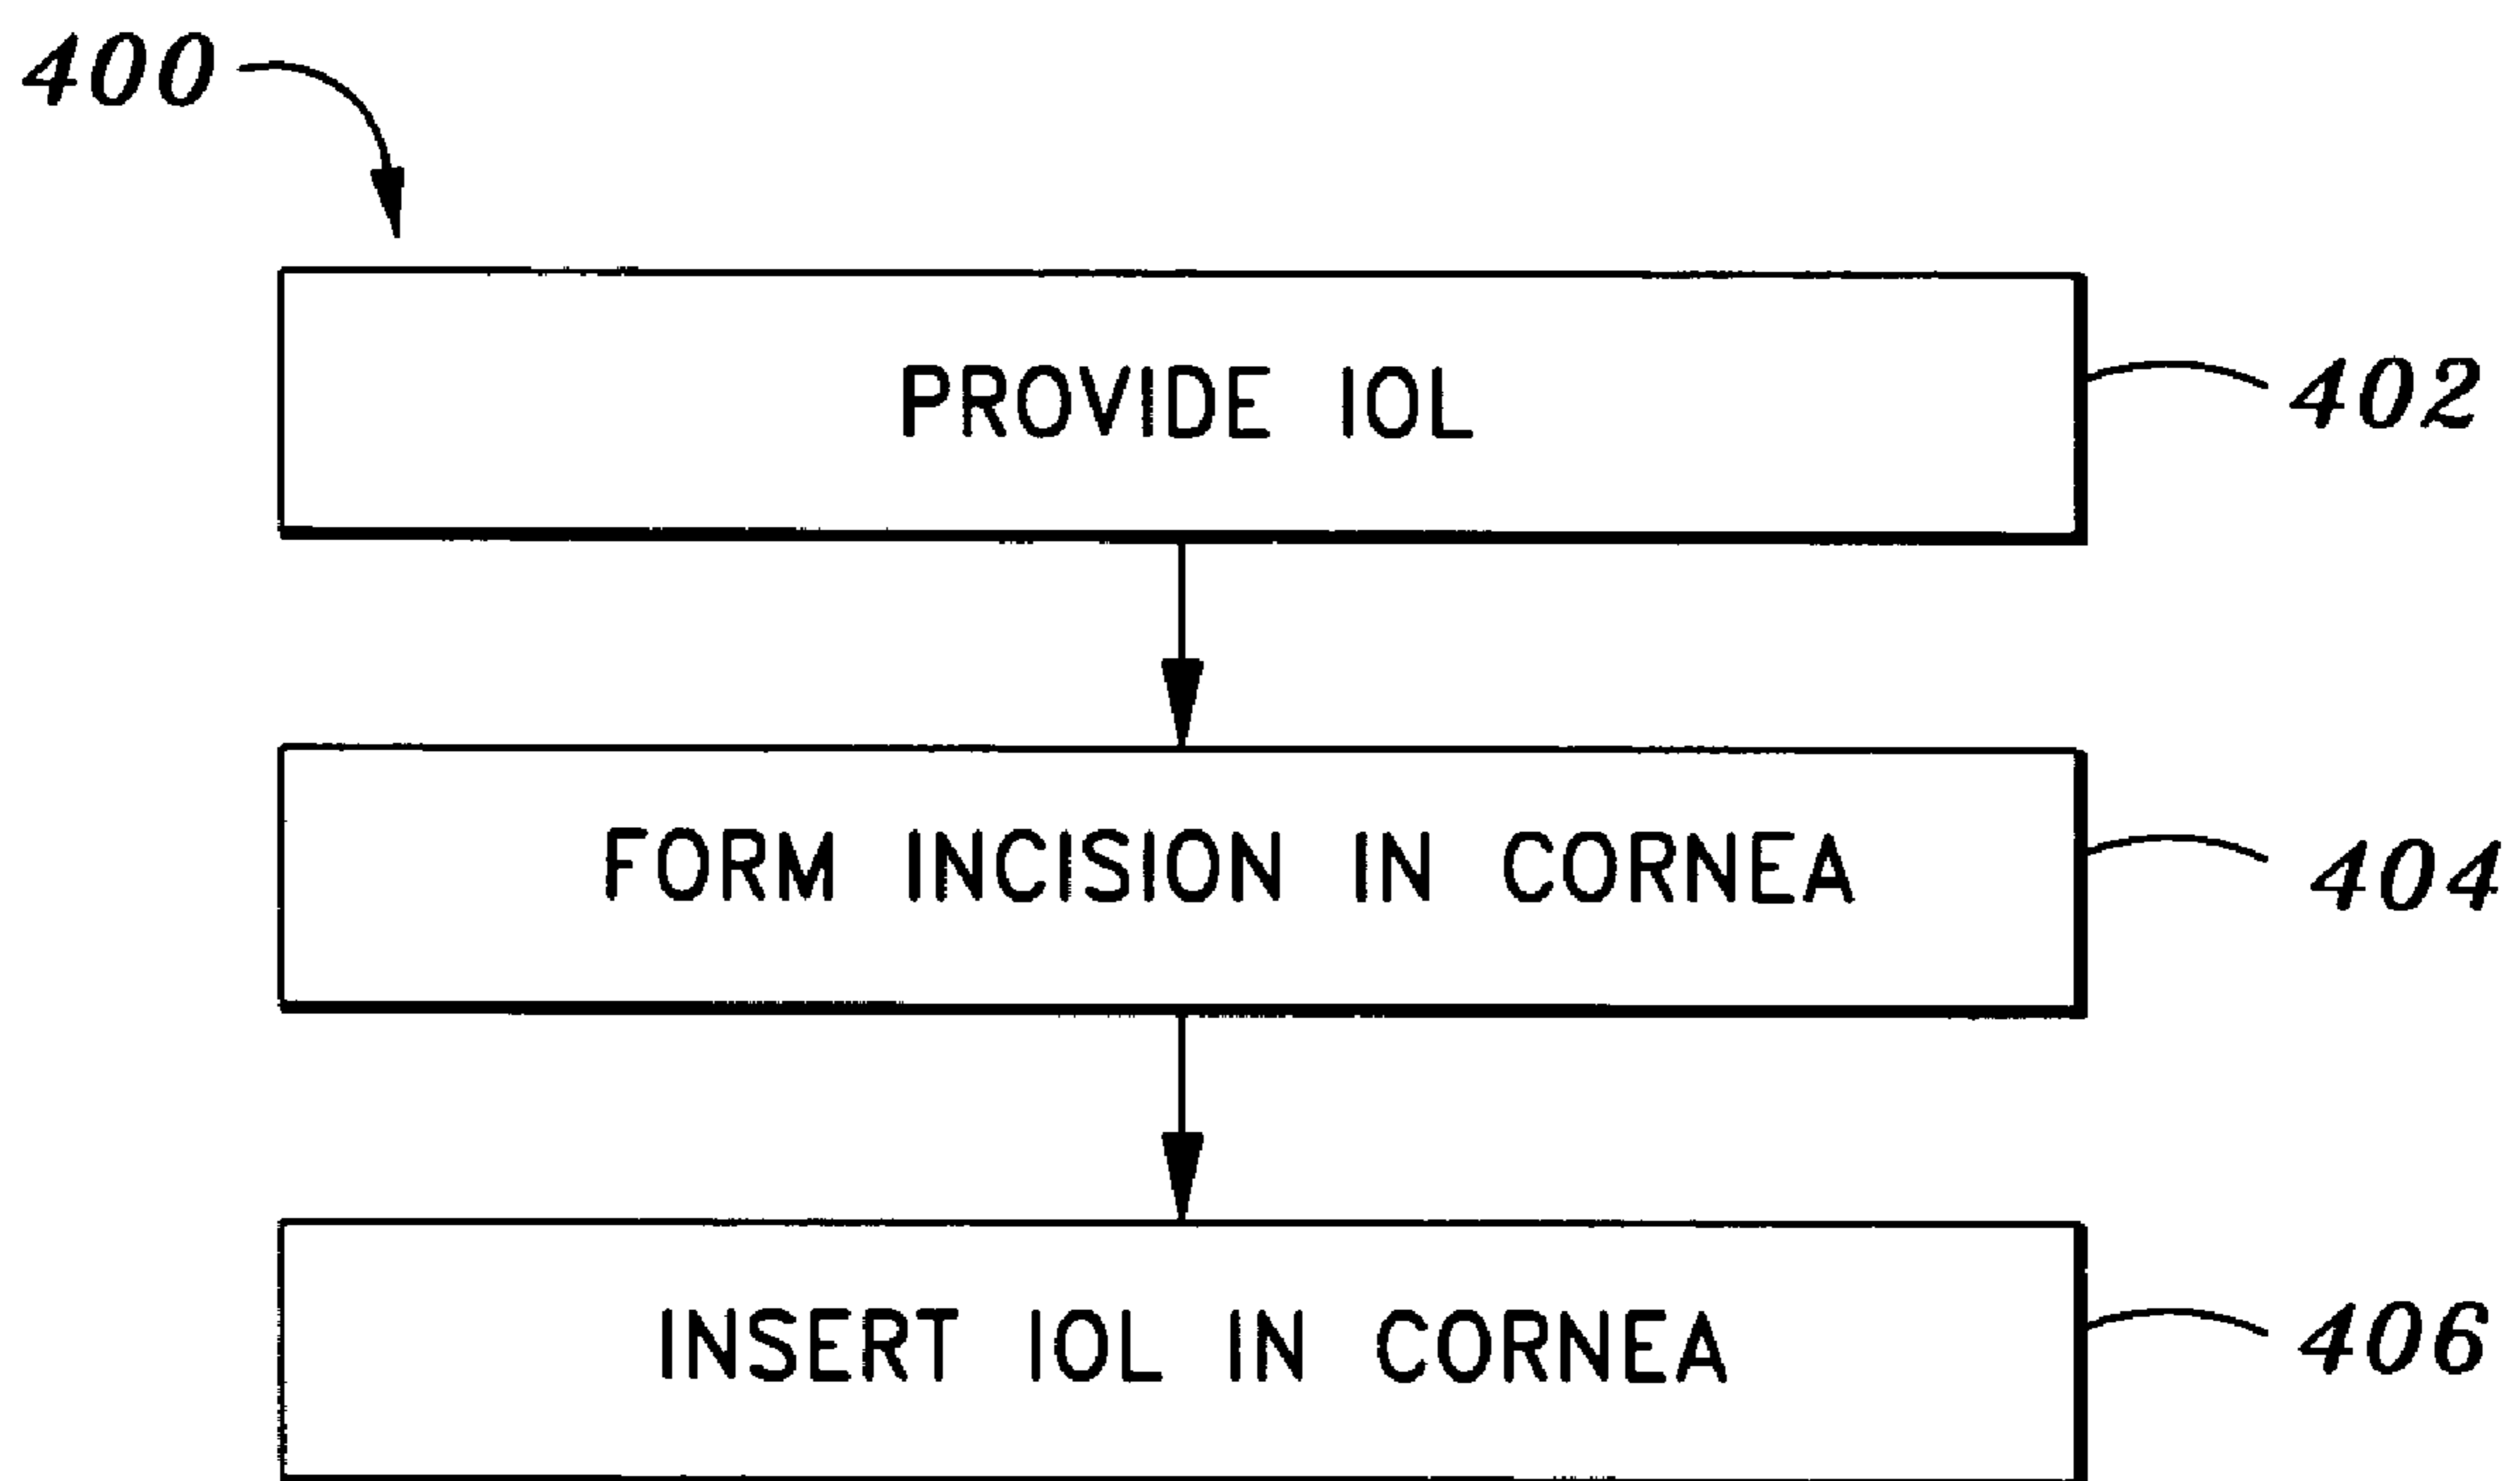 400
PROVIDE IOL
402
FORM INCISION IN CORNEA
404
INSERT IOL IN CORNEA
406